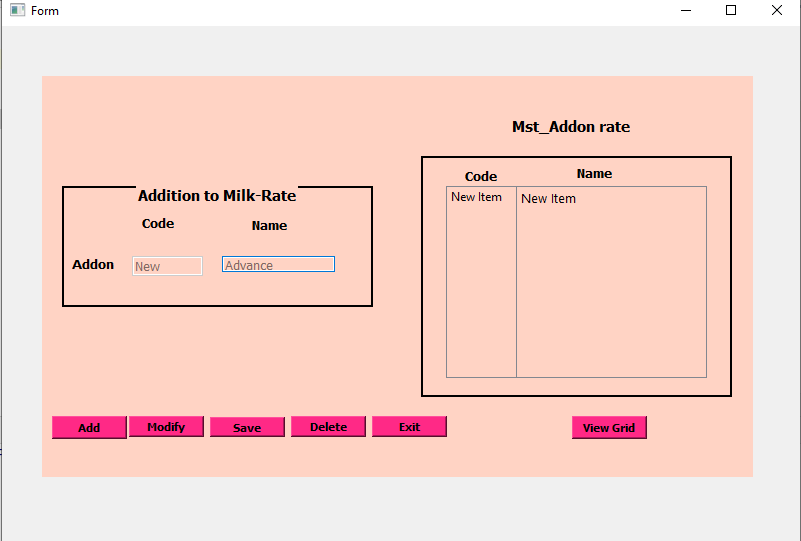 Form
Mst_Addon rate
Addition to Milk-Rate
Code Name
Addon New Advance
Code Name
New Item New Item
Add Modify Save Delete Exit View Grid